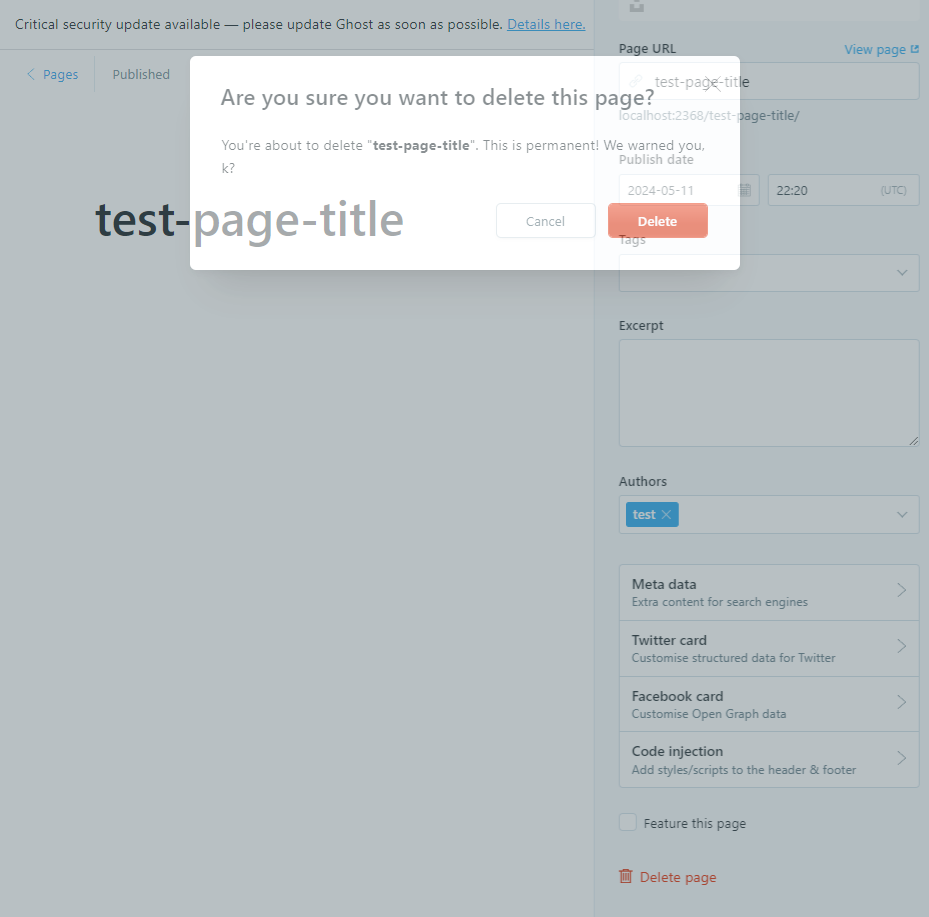 Critical security update available — please update Ghost as soon as possible. Details here.
Pages
Published
Are you sure you want to delete this page?
You're about to delete "test-page-title". This is permanent! We warned you,
k?
Cancel
Delete
test-page-title
Page URL
View page
test-page-title
localhost:2368/test-page-title/
Publish date
2024-05-11
22:20
(UTC)
Tags
Excerpt
Authors
test
Meta data
Extra content for search engines
Twitter card
Customise structured data for Twitter
Facebook card
Customise Open Graph data
Code injection
Add styles/scripts to the header & footer
Feature this page
Delete page